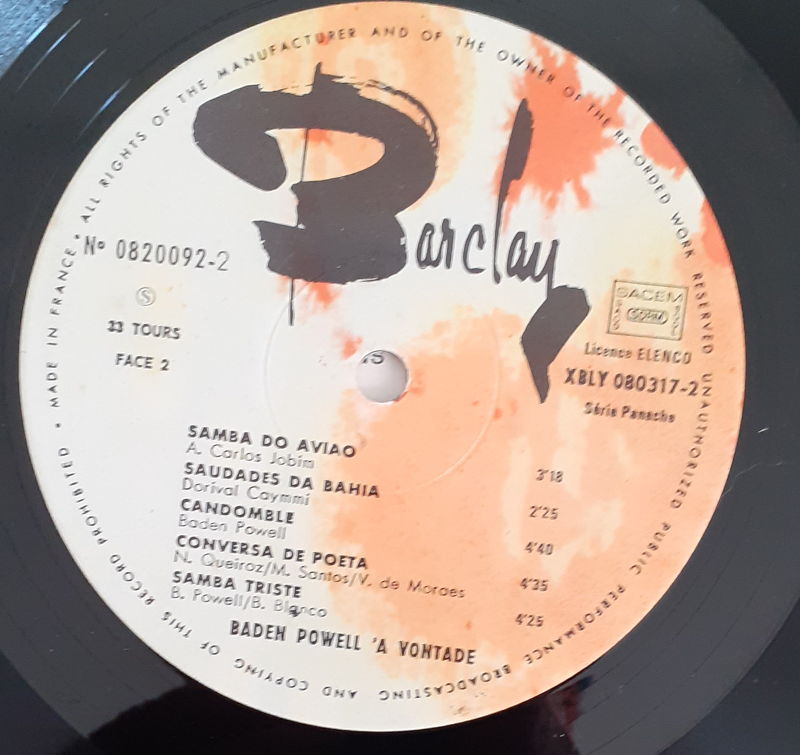 • MADE IN FRANCE • ALL RIGHTS OF THE MANUFACTURER AND OF THE OWNER OF THE RECORDED WORK RESERVED UNAUTHORIZED PUBLIC PERFORMANCE BROADCASTING AND COPYING OF THIS RECORD PROHIBITED
Barclay
Nº 0820092-2
Ⓢ
33 TOURS
FACE 2
SACEM
SDRM
Licence ELENCO
XBLY 080317-2
Série Panache
SAMBA DO AVIAO
A. Carlos Jobim 3'18
SAUDADES DA BAHIA
Dorival Caymmi 2'25
CANDOMBLE
Baden Powell 4'40
CONVERSA DE POETA
N. Queiroz/M. Santos/V. de Moraes 4'35
SAMBA TRISTE
B. Powell/B. Blanco 4'25
BADEN POWELL 'A VONTADE